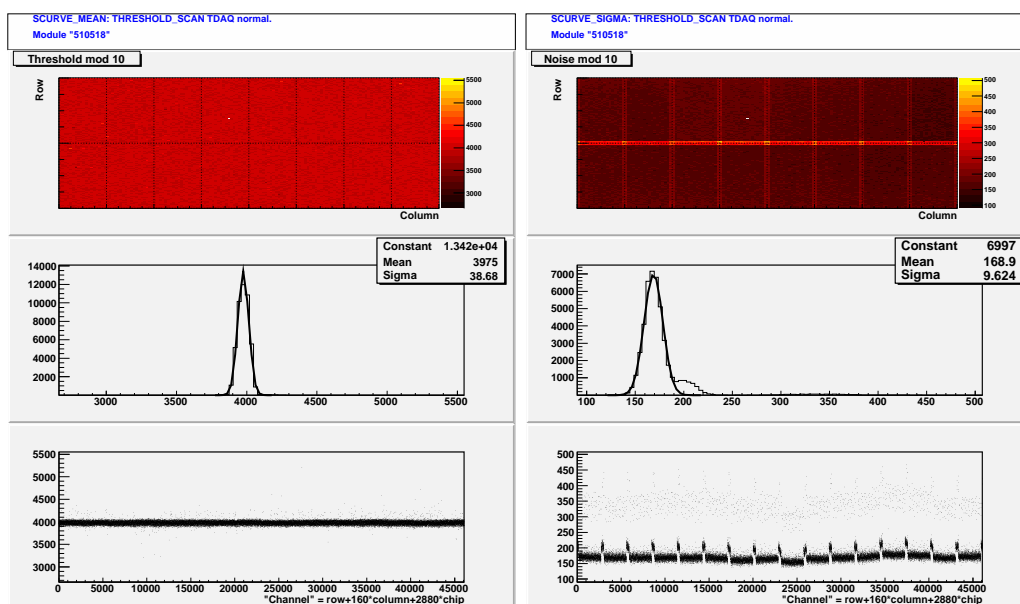 SCURVE_MEAN: THRESHOLD_SCAN TDAQ normal.
Module "510518"
Threshold mod 10
Row
5500
5000
4500
4000
3500
3000
Column
Constant 1.342e+04
Mean 3975
Sigma 38.68
14000
12000
10000
8000
6000
4000
2000
3000 3500 4000 4500 5000 5500
5500
5000
4500
4000
3500
3000
0 5000 10000 15000 20000 25000 30000 35000 40000 45000
"Channel" = row+160*column+2880*chip
SCURVE_SIGMA: THRESHOLD_SCAN TDAQ normal.
Module "510518"
Noise mod 10
Row
500
450
400
350
300
250
200
150
100
Column
Constant 6997
Mean 168.9
Sigma 9.624
7000
6000
5000
4000
3000
2000
1000
100 150 200 250 300 350 400 450 500
500
450
400
350
300
250
200
150
100
0 5000 10000 15000 20000 25000 30000 35000 40000 45000
"Channel" = row+160*column+2880*chip